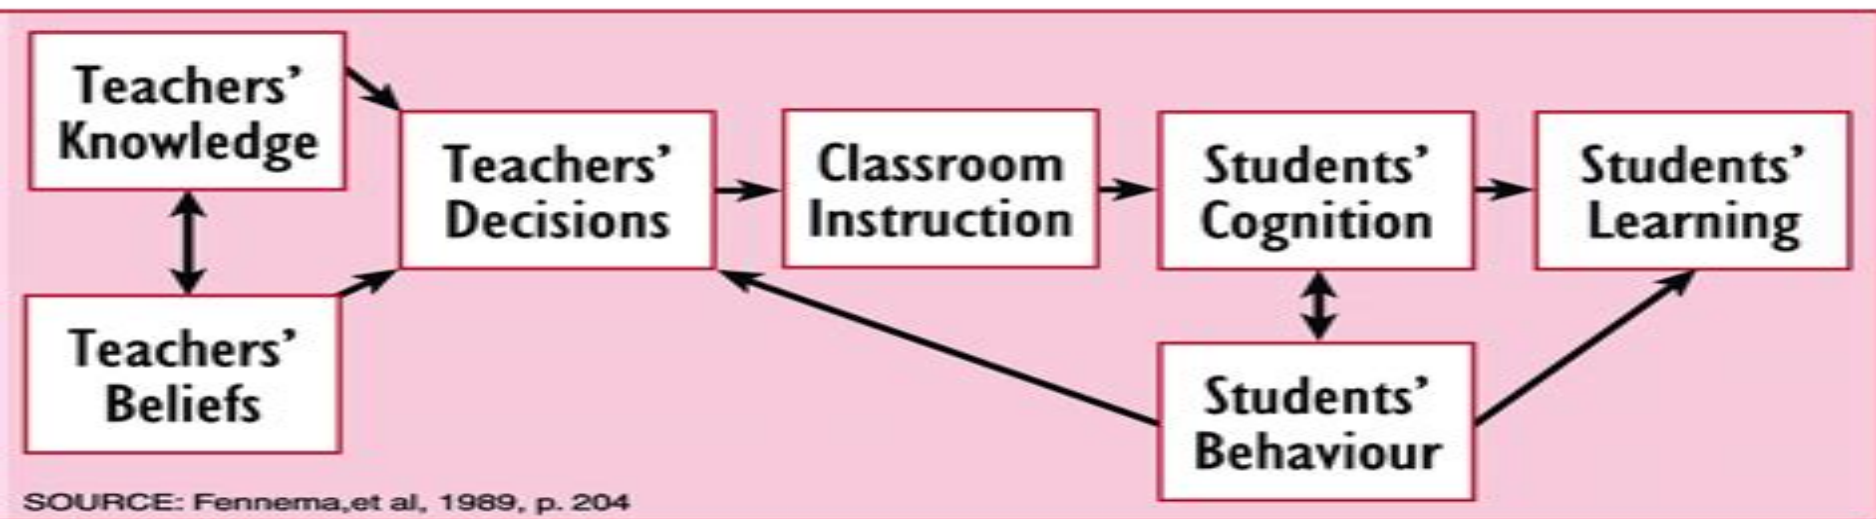 Teachers’
Knowledge
Teachers’
Beliefs
Teachers’
Decisions
Classroom
Instruction
Students’
Cognition
Students’
Learning
Students’
Behaviour
SOURCE: Fennema,et al, 1989, p. 204